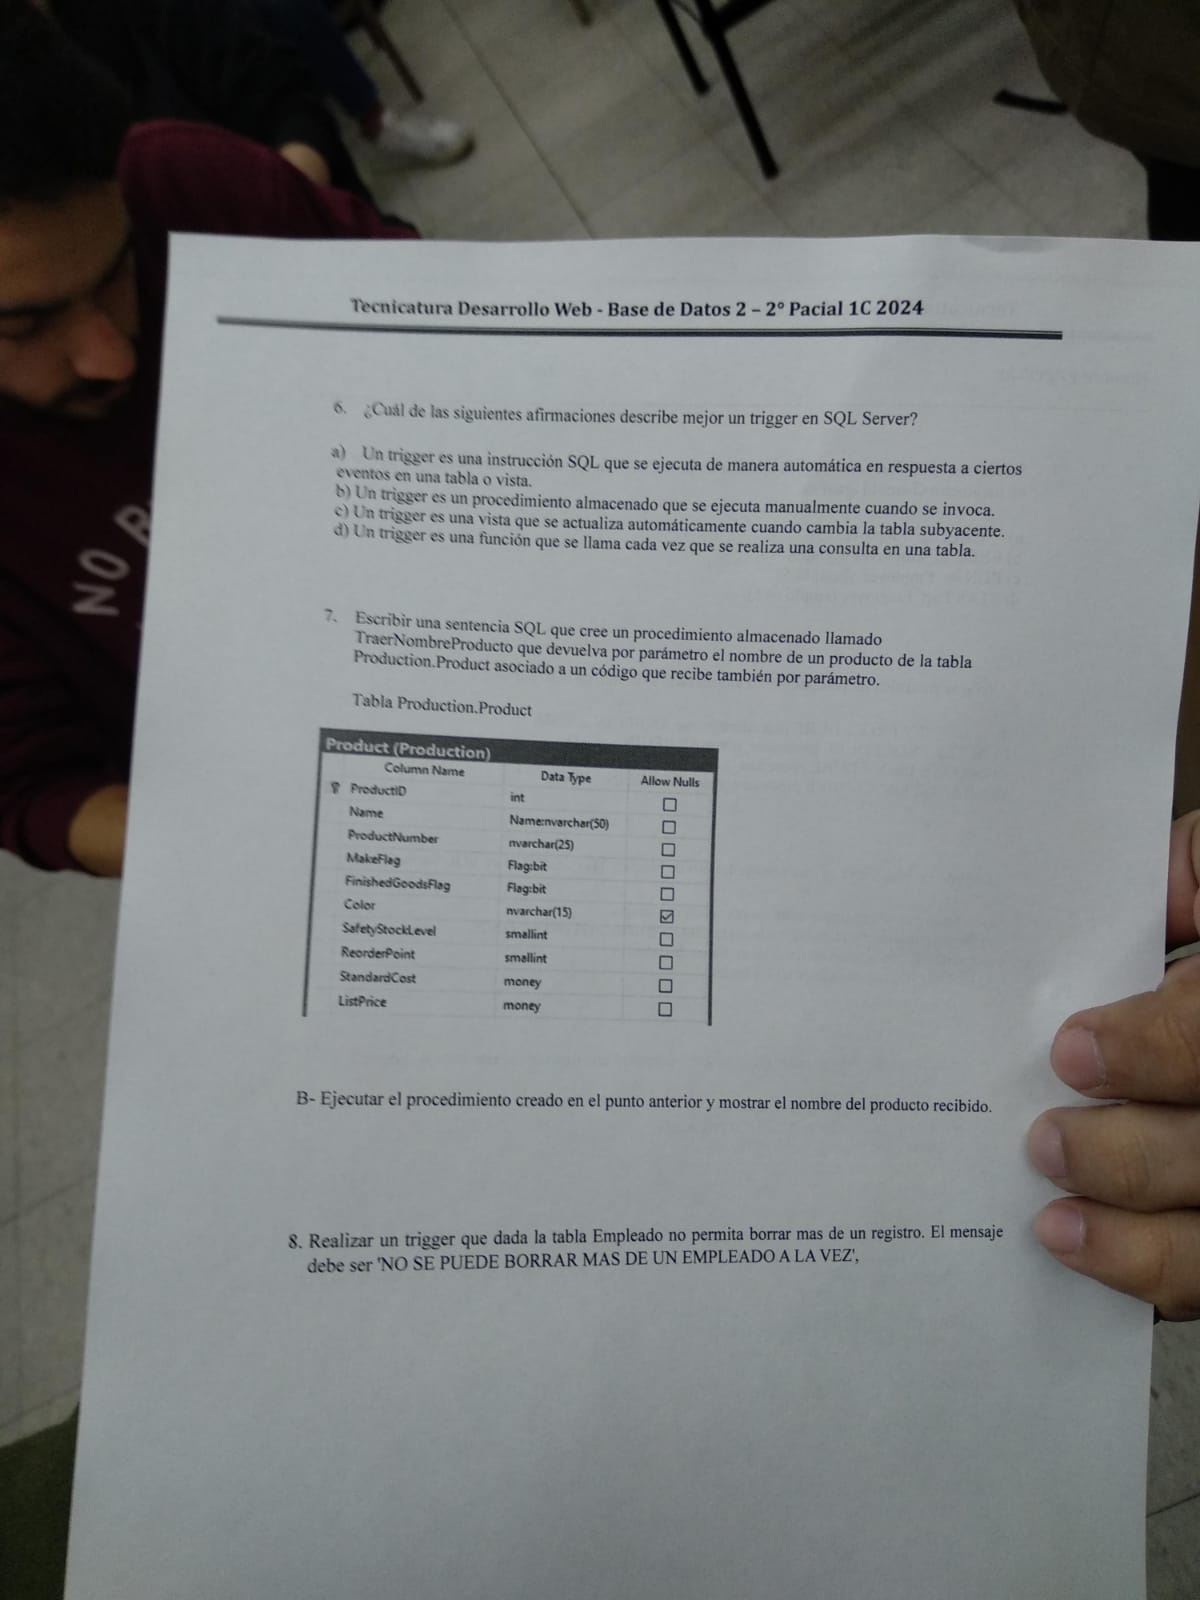 Tecnicatura Desarrollo Web - Base de Datos 2 – 2° Pacial 1C 2024
6. ¿Cuál de las siguientes afirmaciones describe mejor un trigger en SQL Server?
a) Un trigger es una instrucción SQL que se ejecuta de manera automática en respuesta a ciertos
eventos en una tabla o vista.
b) Un trigger es un procedimiento almacenado que se ejecuta manualmente cuando se invoca.
c) Un trigger es una vista que se actualiza automáticamente cuando cambia la tabla subyacente.
d) Un trigger es una función que se llama cada vez que se realiza una consulta en una tabla.
7. Escribir una sentencia SQL que cree un procedimiento almacenado llamado
TraerNombreProducto que devuelva por parámetro el nombre de un producto de la tabla
Production.Product asociado a un código que recibe también por parámetro.
Tabla Production.Product
Product (Production)
Column Name Data Type Allow Nulls
ProductID int
Name Name:nvarchar(50)
ProductNumber nvarchar(25)
MakeFlag Flag:bit
FinishedGoodsFlag Flag:bit
Color nvarchar(15)
SafetyStockLevel smallint
ReorderPoint smallint
StandardCost money
ListPrice money
B- Ejecutar el procedimiento creado en el punto anterior y mostrar el nombre del producto recibido.
8. Realizar un trigger que dada la tabla Empleado no permita borrar mas de un registro. El mensaje
debe ser 'NO SE PUEDE BORRAR MAS DE UN EMPLEADO A LA VEZ',
NO